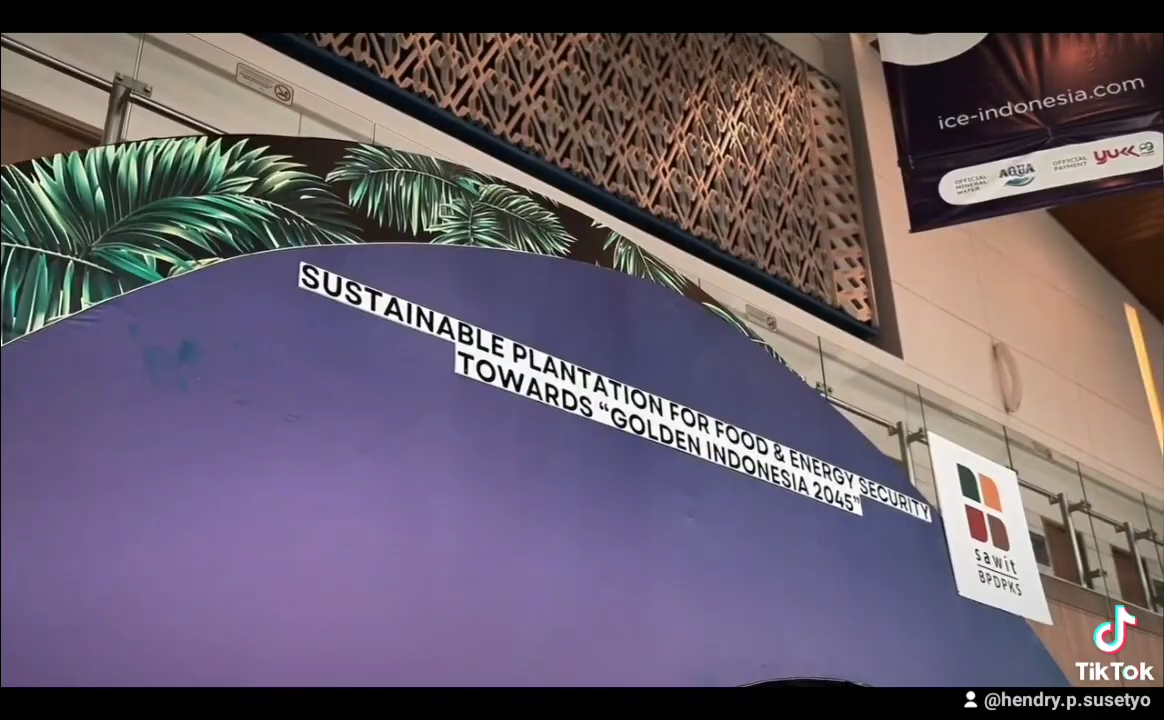 ice-indonesia.com
OFFICIAL
MINERAL
WATER
AQUA
OFFICIAL
PAYMENT
yukk
SUSTAINABLE PLANTATION FOR FOOD & ENERGY SECURITY
TOWARDS “GOLDEN INDONESIA 2045”
sawit
BPDPKS
TikTok
@hendry.p.susetyo